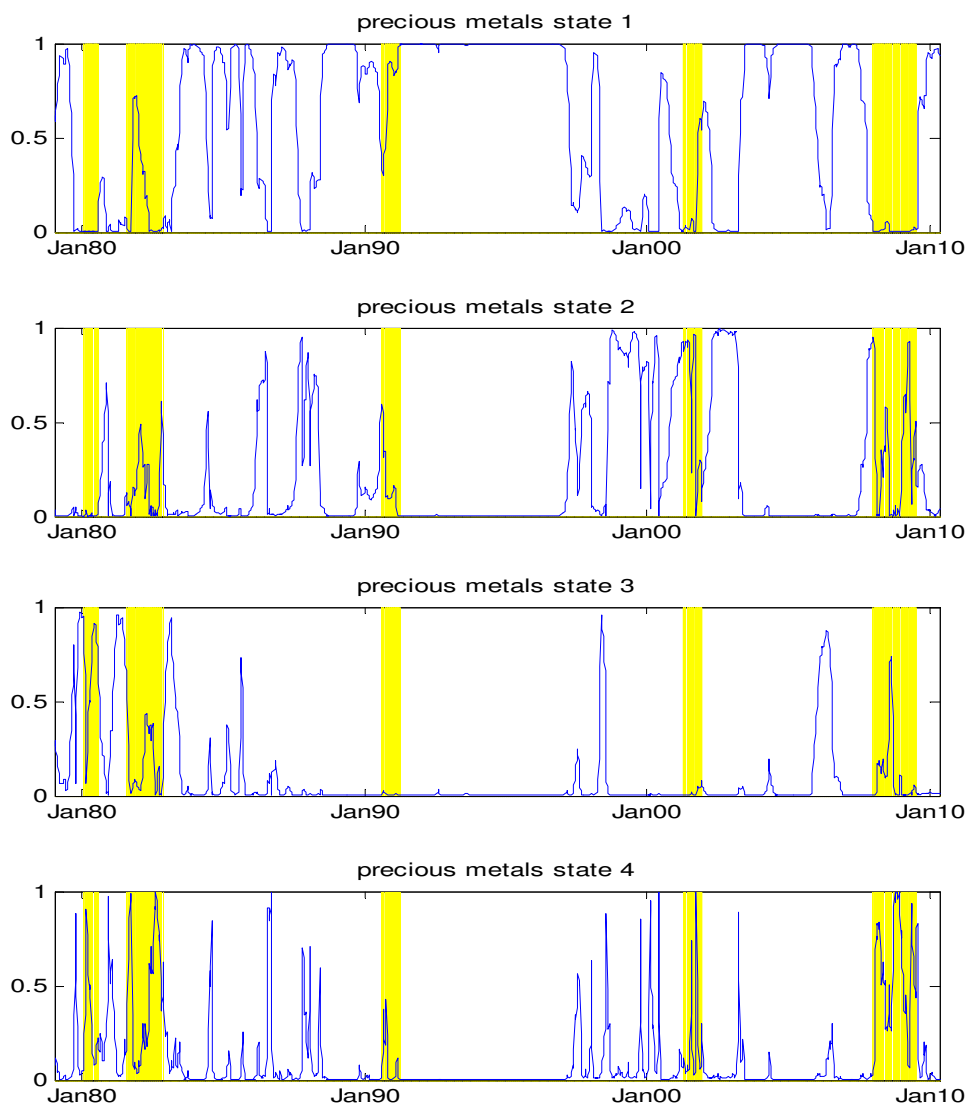 precious metals state 1
1
0.5
0
Jan80 Jan90 Jan00 Jan10
precious metals state 2
1
0.5
0
Jan80 Jan90 Jan00 Jan10
precious metals state 3
1
0.5
0
Jan80 Jan90 Jan00 Jan10
precious metals state 4
1
0.5
0
Jan80 Jan90 Jan00 Jan10